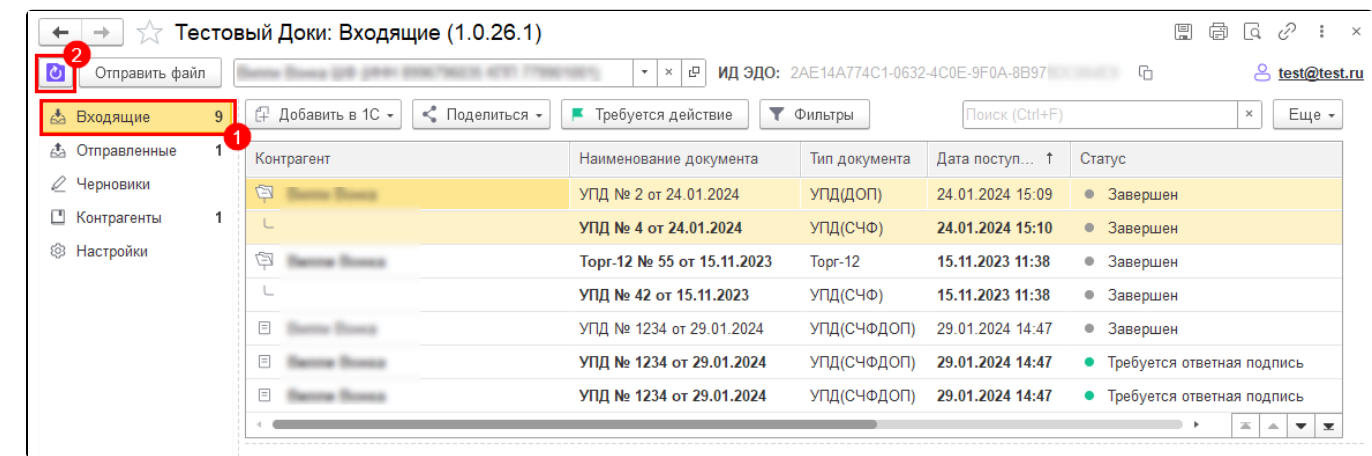 Тестовый Доки: Входящие (1.0.26.1)
2
Отправить файл
ИД ЭДО: 2AE14A774C1-0632-4C0E-9F0A-8B97
test@test.ru
Входящие 9
1
Отправленные 1
Черновики
Контрагенты 1
Настройки
Добавить в 1С Поделиться Требуется действие Фильтры Поиск (Ctrl+F) Еще
Контрагент Наименование документа Тип документа Дата поступ... ↑ Статус
УПД № 2 от 24.01.2024 УПД(ДОП) 24.01.2024 15:09 Завершен
УПД № 4 от 24.01.2024 УПД(СЧФ) 24.01.2024 15:10 Завершен
Торг-12 № 55 от 15.11.2023 Торг-12 15.11.2023 11:38 Завершен
УПД № 42 от 15.11.2023 УПД(СЧФ) 15.11.2023 11:38 Завершен
УПД № 1234 от 29.01.2024 УПД(СЧФДОП) 29.01.2024 14:47 Завершен
УПД № 1234 от 29.01.2024 УПД(СЧФДОП) 29.01.2024 14:47 Требуется ответная подпись
УПД № 1234 от 29.01.2024 УПД(СЧФДОП) 29.01.2024 14:47 Требуется ответная подпись